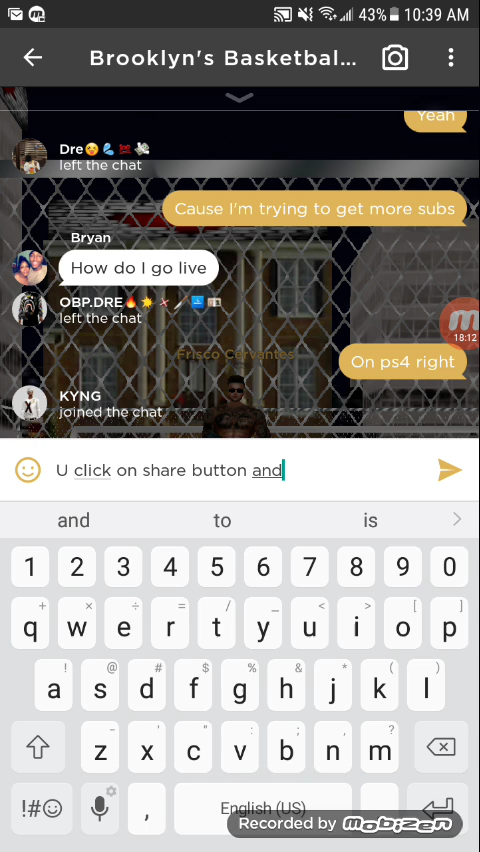 43% 10:39 AM
Brooklyn's Basketbal...
Yeah
Dre😚💦💢💸
left the chat
Cause I'm trying to get more subs
Bryan
How do I go live
OBP.DRE🔥
left the chat
18:12
Frisco Cervantes
On ps4 right
KYNG
joined the chat
U click on share button and
and to is
1 2 3 4 5 6 7 8 9 0
+ × ÷ = / _ < > [ ]
q w e r t y u i o p
! @ # $ % & * ( )
a s d f g h j k l
- ' " : ; , ?
z x c v b n m
!#☺ , English (US)
Recorded by mobizen